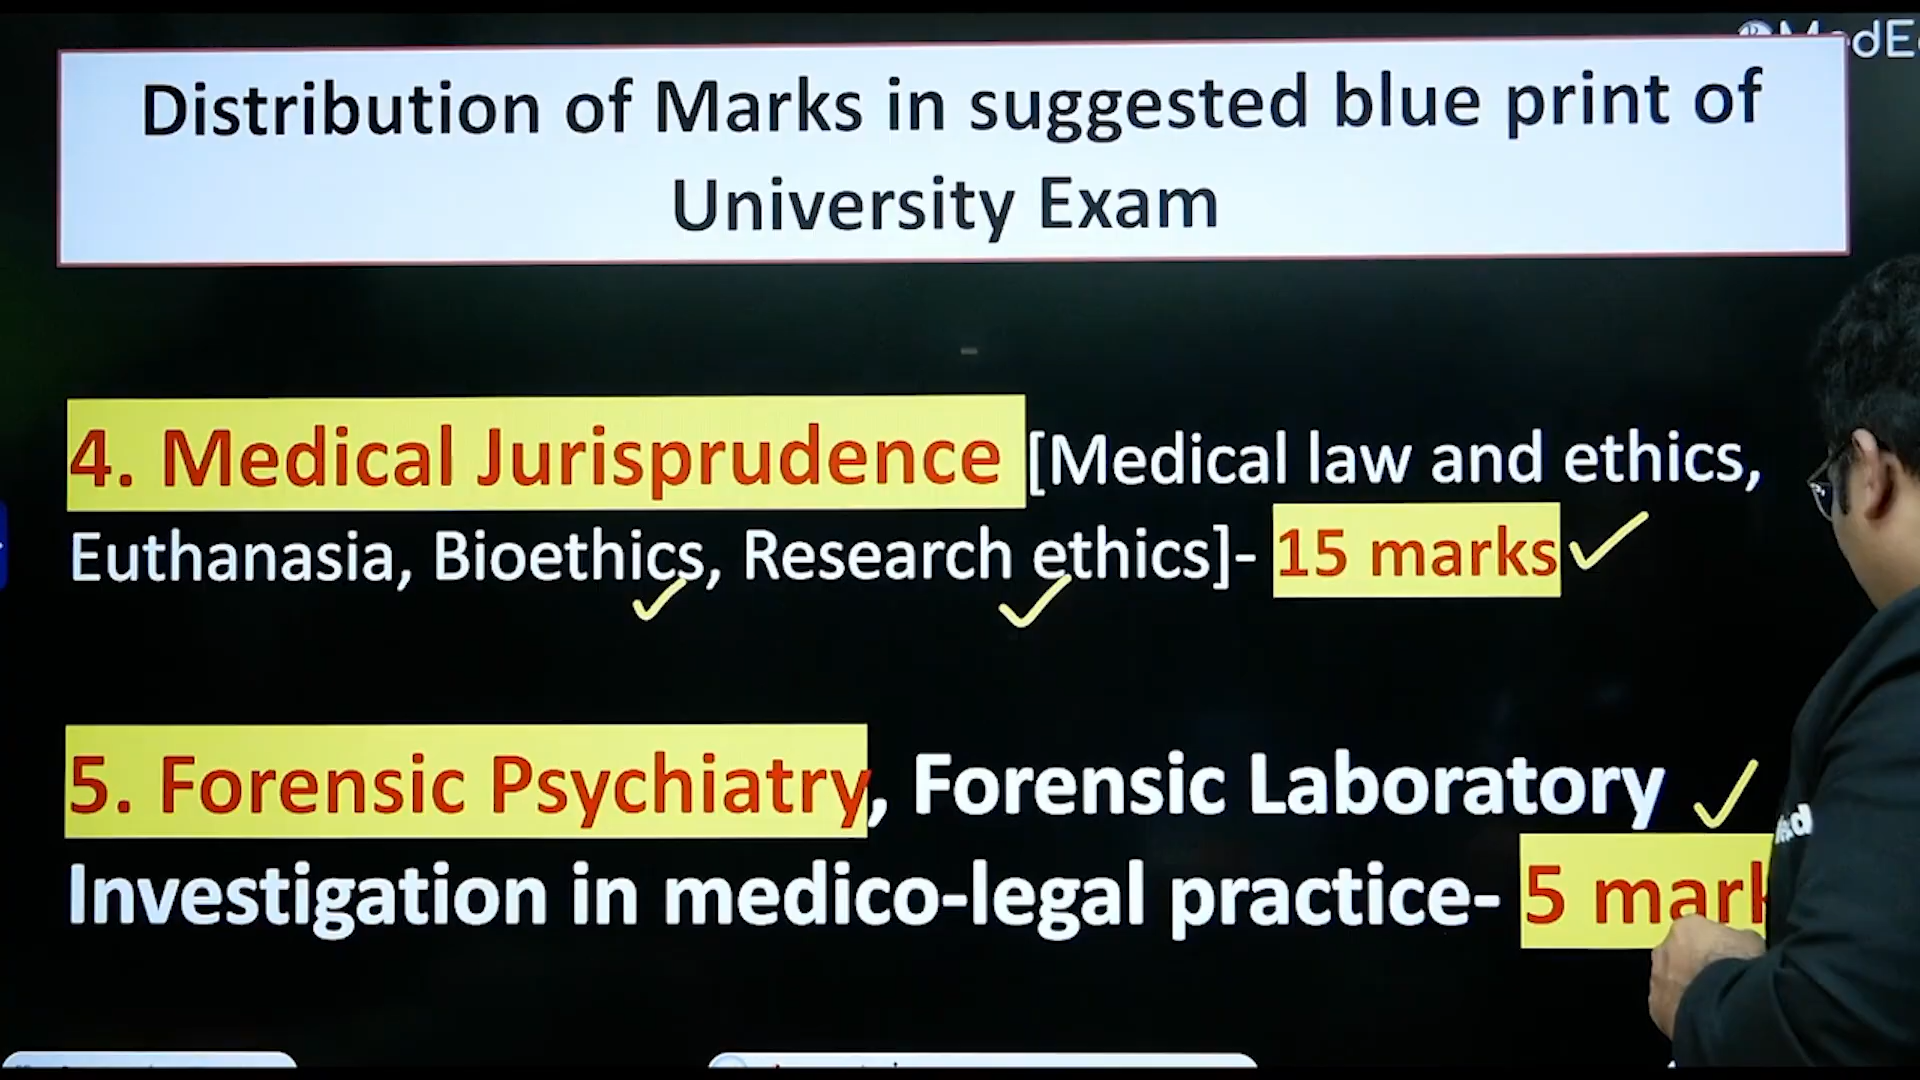 MedE
Distribution of Marks in suggested blue print of
University Exam
4. Medical Jurisprudence [Medical law and ethics,
Euthanasia, Bioethics, Research ethics]- 15 marks
5. Forensic Psychiatry, Forensic Laboratory
Investigation in medico-legal practice- 5 mark